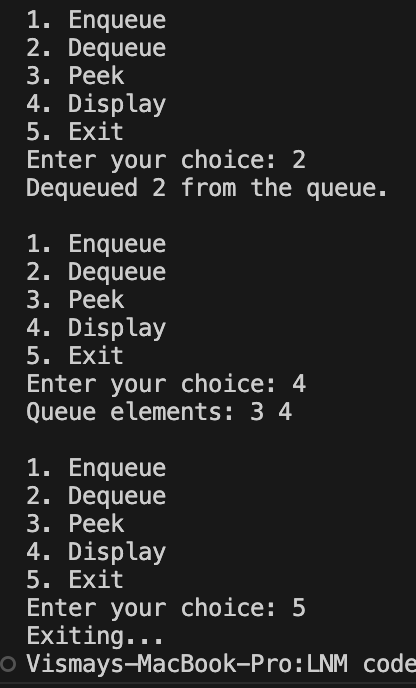 1. Enqueue
2. Dequeue
3. Peek
4. Display
5. Exit
Enter your choice: 2
Dequeued 2 from the queue.
1. Enqueue
2. Dequeue
3. Peek
4. Display
5. Exit
Enter your choice: 4
Queue elements: 3 4
1. Enqueue
2. Dequeue
3. Peek
4. Display
5. Exit
Enter your choice: 5
Exiting...
Vismays-MacBook-Pro:LNM code